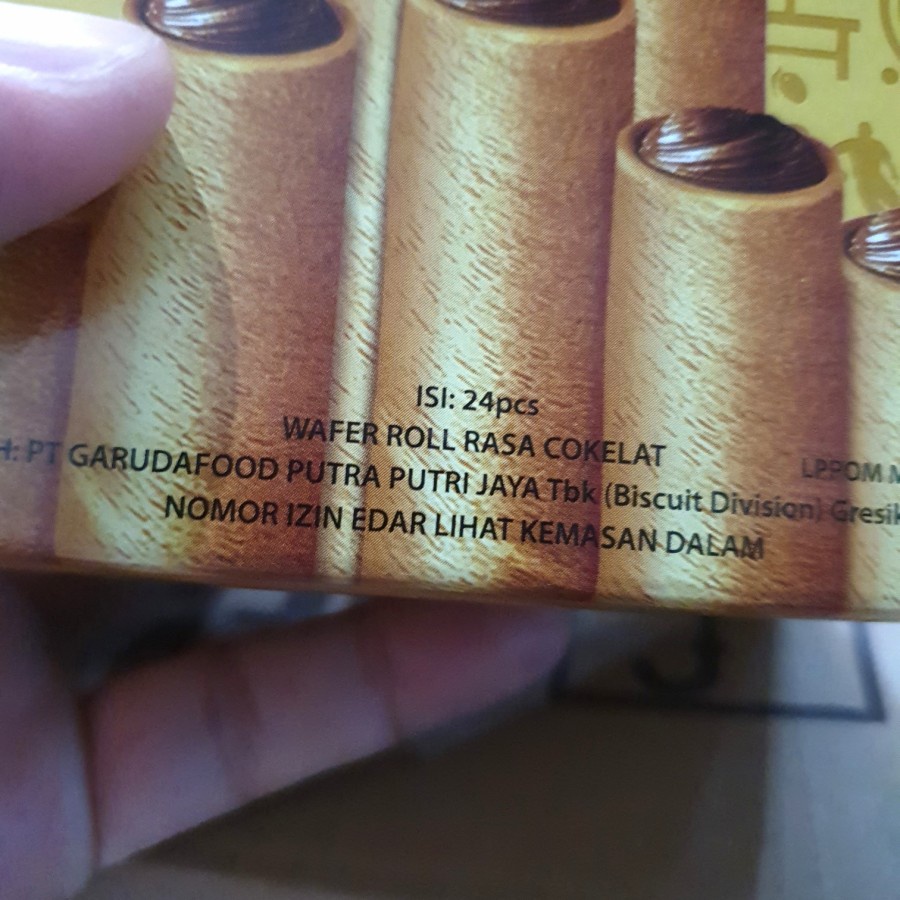 ISI: 24pcs
WAFER ROLL RASA COKELAT
H: PT GARUDAFOOD PUTRA PUTRI JAYA Tbk (Biscuit Division) Gresik
NOMOR IZIN EDAR LIHAT KEMASAN DALAM
LPPOM M